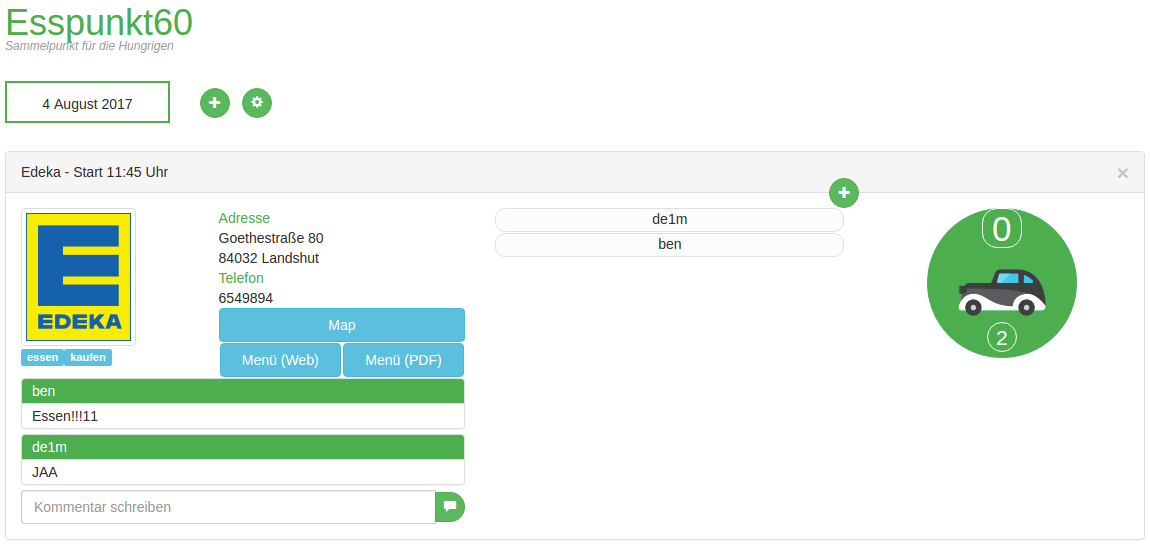 Esspunkt60
Sammelpunkt für die Hungrigen
4 August 2017
Edeka - Start 11:45 Uhr
×
EDEKA
essen kaufen
Adresse
Goethestraße 80
84032 Landshut
Telefon
6549894
Map
Menü (Web) Menü (PDF)
ben
Essen!!!11
de1m
JAA
Kommentar schreiben
de1m
ben
0
2